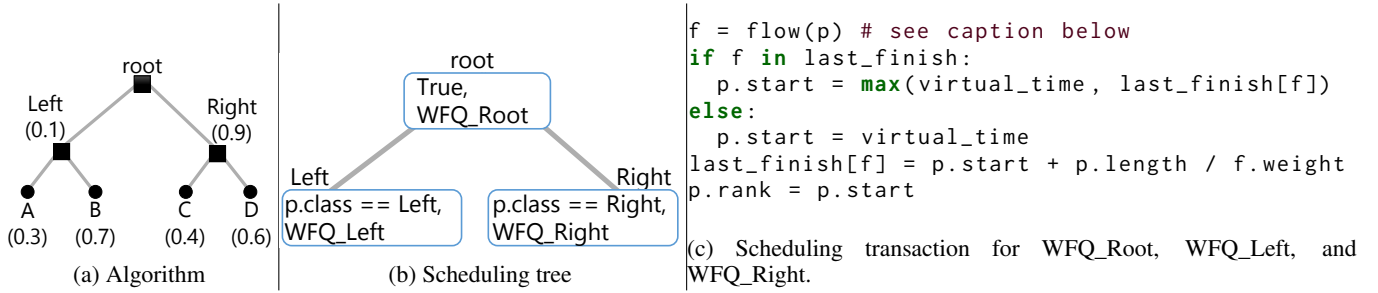 root
Left
(0.1)
Right
(0.9)
A
B
C
D
(0.3)
(0.7)
(0.4)
(0.6)
(a) Algorithm
root
True,
WFQ_Root
Left
Right
p.class == Left,
WFQ_Left
p.class == Right,
WFQ_Right
(b) Scheduling tree
f = flow(p) # see caption below
if f in last_finish:
  p.start = max(virtual_time, last_finish[f])
else:
  p.start = virtual_time
last_finish[f] = p.start + p.length / f.weight
p.rank = p.start
(c) Scheduling transaction for WFQ_Root, WFQ_Left, and
WFQ_Right.